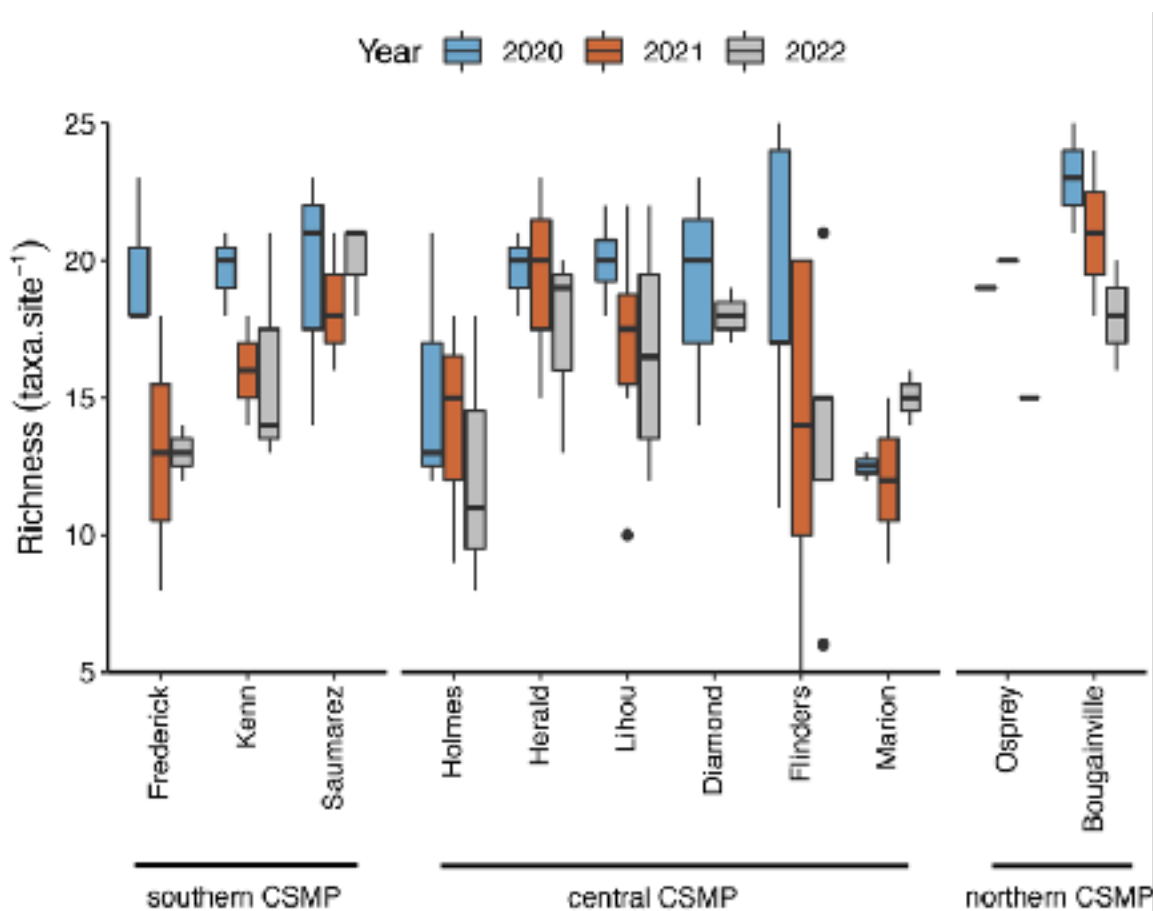 Year 2020 2021 2022
Richness (taxa.site⁻¹)
25
20
15
10
5
Frederick
Kenn
Saumarez
Holmes
Herald
Lihou
Diamond
Flinders
Marion
Osprey
Bougainville
southern CSMP
central CSMP
northern CSMP